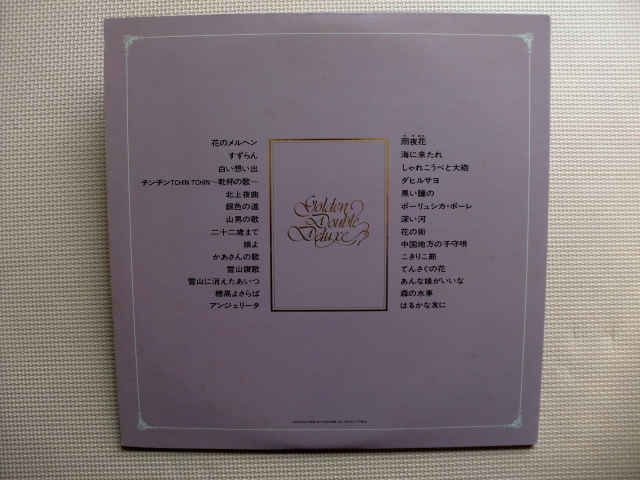 花のメルヘン
すずらん
白い想い出
チンチンTCHIN TCHIN〜乾杯の歌〜
北上夜曲
銀色の道
山男の歌
二十二歳まで
娘よ
かあさんの歌
雪山讃歌
雪山に消えたあいつ
穂高よさらば
アンジェリータ
Golden
Double
Deluxe
雨夜花
海に来たれ
しゃれこうべと大砲
ダヒルサヨ
黒い瞳の
ポーリュシカ・ポーレ
深い河
花の街
中国地方の子守唄
こきりこ節
てんさぐの花
あんな娘がいいな
森の水車
はるかな友に